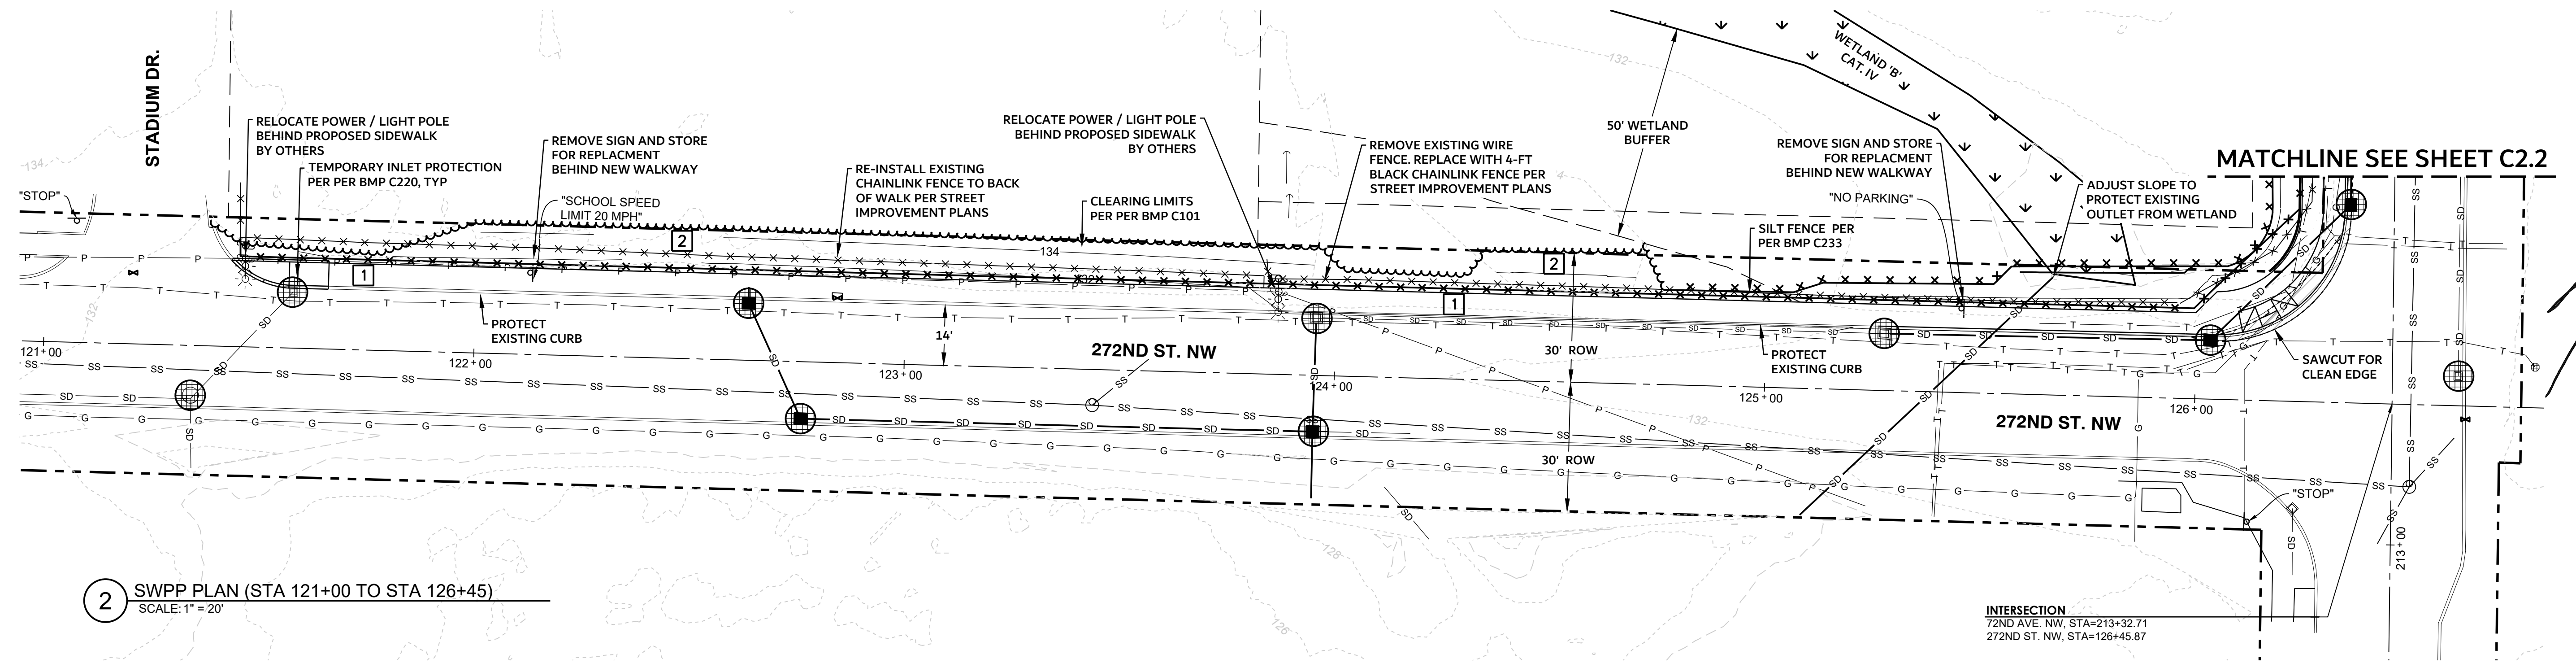 STADIUM DR.
RELOCATE POWER / LIGHT POLE
BEHIND PROPOSED SIDEWALK
BY OTHERS
TEMPORARY INLET PROTECTION
PER PER BMP C220, TYP
REMOVE SIGN AND STORE
FOR REPLACMENT
BEHIND NEW WALKWAY
"SCHOOL SPEED
LIMIT 20 MPH"
RE-INSTALL EXISTING
CHAINLINK FENCE TO BACK
OF WALK PER STREET
IMPROVEMENT PLANS
RELOCATE POWER / LIGHT POLE
BEHIND PROPOSED SIDEWALK
BY OTHERS
CLEARING LIMITS
PER PER BMP C101
REMOVE EXISTING WIRE
FENCE. REPLACE WITH 4-FT
BLACK CHAINLINK FENCE PER
STREET IMPROVEMENT PLANS
50' WETLAND
BUFFER
WETLAND 'B'
CAT. IV
REMOVE SIGN AND STORE
FOR REPLACMENT
BEHIND NEW WALKWAY
"NO PARKING"
SILT FENCE PER
PER BMP C233
ADJUST SLOPE TO
PROTECT EXISTING
OUTLET FROM WETLAND
MATCHLINE SEE SHEET C2.2
"STOP"
134
132
134
132
132
128
126
1
2
1
2
PROTECT
EXISTING CURB
PROTECT
EXISTING CURB
SAWCUT FOR
CLEAN EDGE
14'
30' ROW
30' ROW
272ND ST. NW
272ND ST. NW
121+00
122+00
123+00
124+00
125+00
126+00
213+00
"STOP"
2
SWPP PLAN (STA 121+00 TO STA 126+45)
SCALE: 1" = 20'
INTERSECTION
72ND AVE. NW, STA=213+32.71
272ND ST. NW, STA=126+45.87